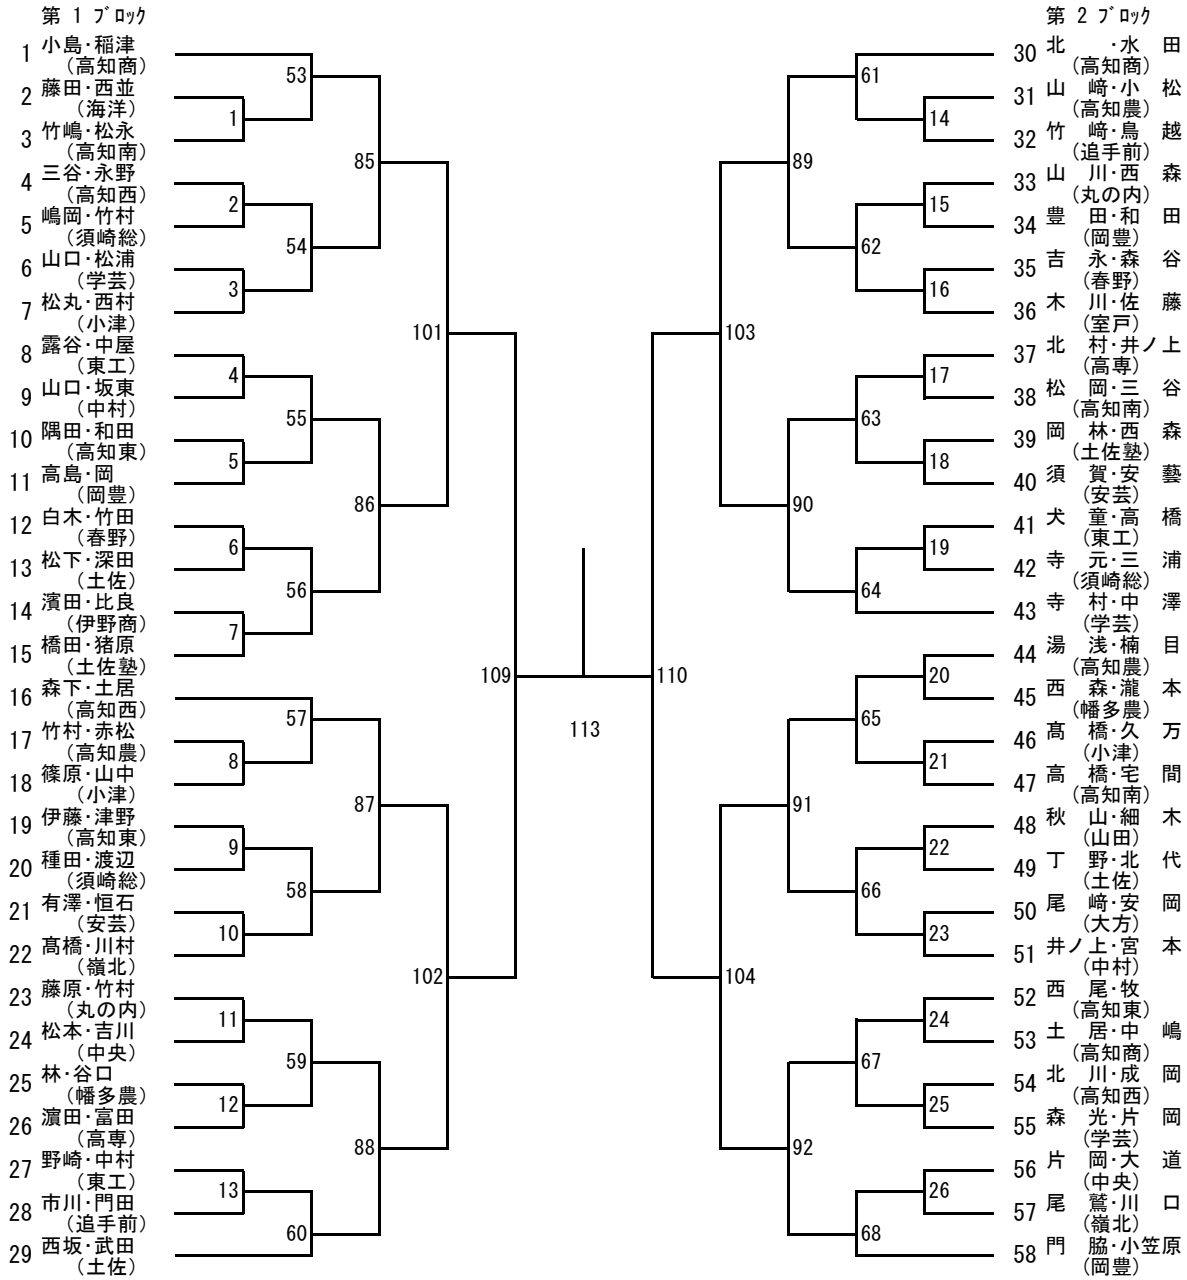 第 1 ﾌﾞﾛｯｸ
1 小島・稲津
(高知商)
2 藤田・西並
(海洋)
3 竹嶋・松永
(高知南)
4 三谷・永野
(高知西)
5 嶋岡・竹村
(須崎総)
6 山口・松浦
(学芸)
7 松丸・西村
(小津)
8 露谷・中屋
(東工)
9 山口・坂東
(中村)
10 隅田・和田
(高知東)
11 高島・岡
(岡豊)
12 白木・竹田
(春野)
13 松下・深田
(土佐)
14 濱田・比良
(伊野商)
15 橋田・猪原
(土佐塾)
16 森下・土居
(高知西)
17 竹村・赤松
(高知農)
18 篠原・山中
(小津)
19 伊藤・津野
(高知東)
20 種田・渡辺
(須崎総)
21 有澤・恒石
(安芸)
22 髙橋・川村
(嶺北)
23 藤原・竹村
(丸の内)
24 松本・吉川
(中央)
25 林・谷口
(幡多農)
26 濵田・富田
(高専)
27 野崎・中村
(東工)
28 市川・門田
(追手前)
29 西坂・武田
(土佐)
53
1
85
2
54
3
101
4
55
5
86
6
56
7
109
57
8
87
9
58
10
102
11
59
12
88
13
60
113
第 2 ﾌﾞﾛｯｸ
30 北 ・水 田
(高知商)
31 山 﨑・小 松
(高知農)
32 竹 﨑・鳥 越
(追手前)
33 山 川・西 森
(丸の内)
34 豊 田・和 田
(岡豊)
35 吉 永・森 谷
(春野)
36 木 川・佐 藤
(室戸)
37 北 村・井ノ上
(高専)
38 松 岡・三 谷
(高知南)
39 岡 林・西 森
(土佐塾)
40 須 賀・安 藝
(安芸)
41 犬 童・高 橋
(東工)
42 寺 元・三 浦
(須崎総)
43 寺 村・中 澤
(学芸)
44 湯 浅・楠 目
(高知農)
45 西 森・瀧 本
(幡多農)
46 髙 橋・久 万
(小津)
47 高 橋・宅 間
(高知南)
48 秋 山・細 木
(山田)
49 丁 野・北 代
(土佐)
50 尾 﨑・安 岡
(大方)
51 井ノ上・宮 本
(中村)
52 西 尾・牧
(高知東)
53 土 居・中 嶋
(高知商)
54 北 川・成 岡
(高知西)
55 森 光・片 岡
(学芸)
56 片 岡・大 道
(中央)
57 尾 鷲・川 口
(嶺北)
58 門 脇・小笠原
(岡豊)
61
14
89
15
62
16
103
17
63
18
90
19
64
110
20
65
21
91
22
66
23
104
24
67
25
92
26
68